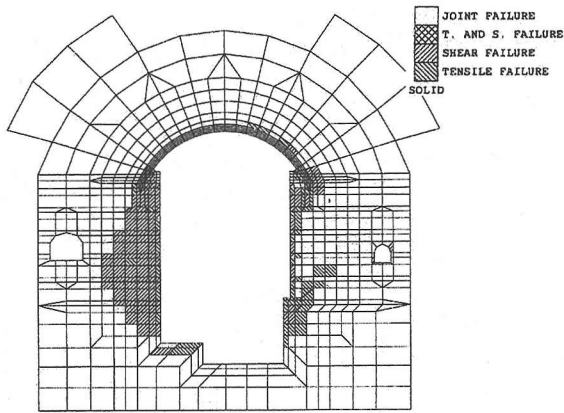 JOINT FAILURE
T. AND S. FAILURE
SHEAR FAILURE
TENSILE FAILURE
SOLID